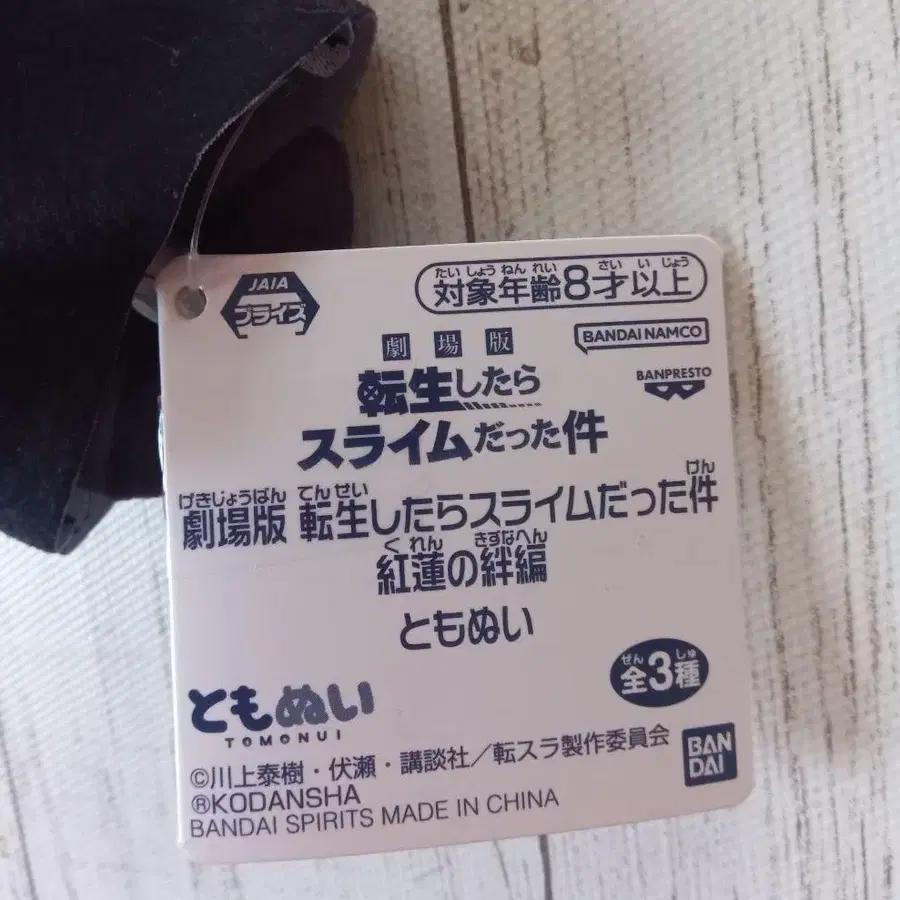 JAIA
プライズ
たいしょうねんれい さい いじょう
対象年齢8才以上
BANDAI NAMCO
BANPRESTO
劇場版
転生したら
スライムだった件
げきじょうばん てんせい けん
劇場版 転生したらスライムだった件
ぐれん きずなへん
紅蓮の絆編
ともぬい
ぜん しゅ
全3種
ともぬい
TOMONUI
©川上泰樹・伏瀬・講談社/転スラ製作委員会
®KODANSHA
BANDAI SPIRITS MADE IN CHINA
BAN
DAI